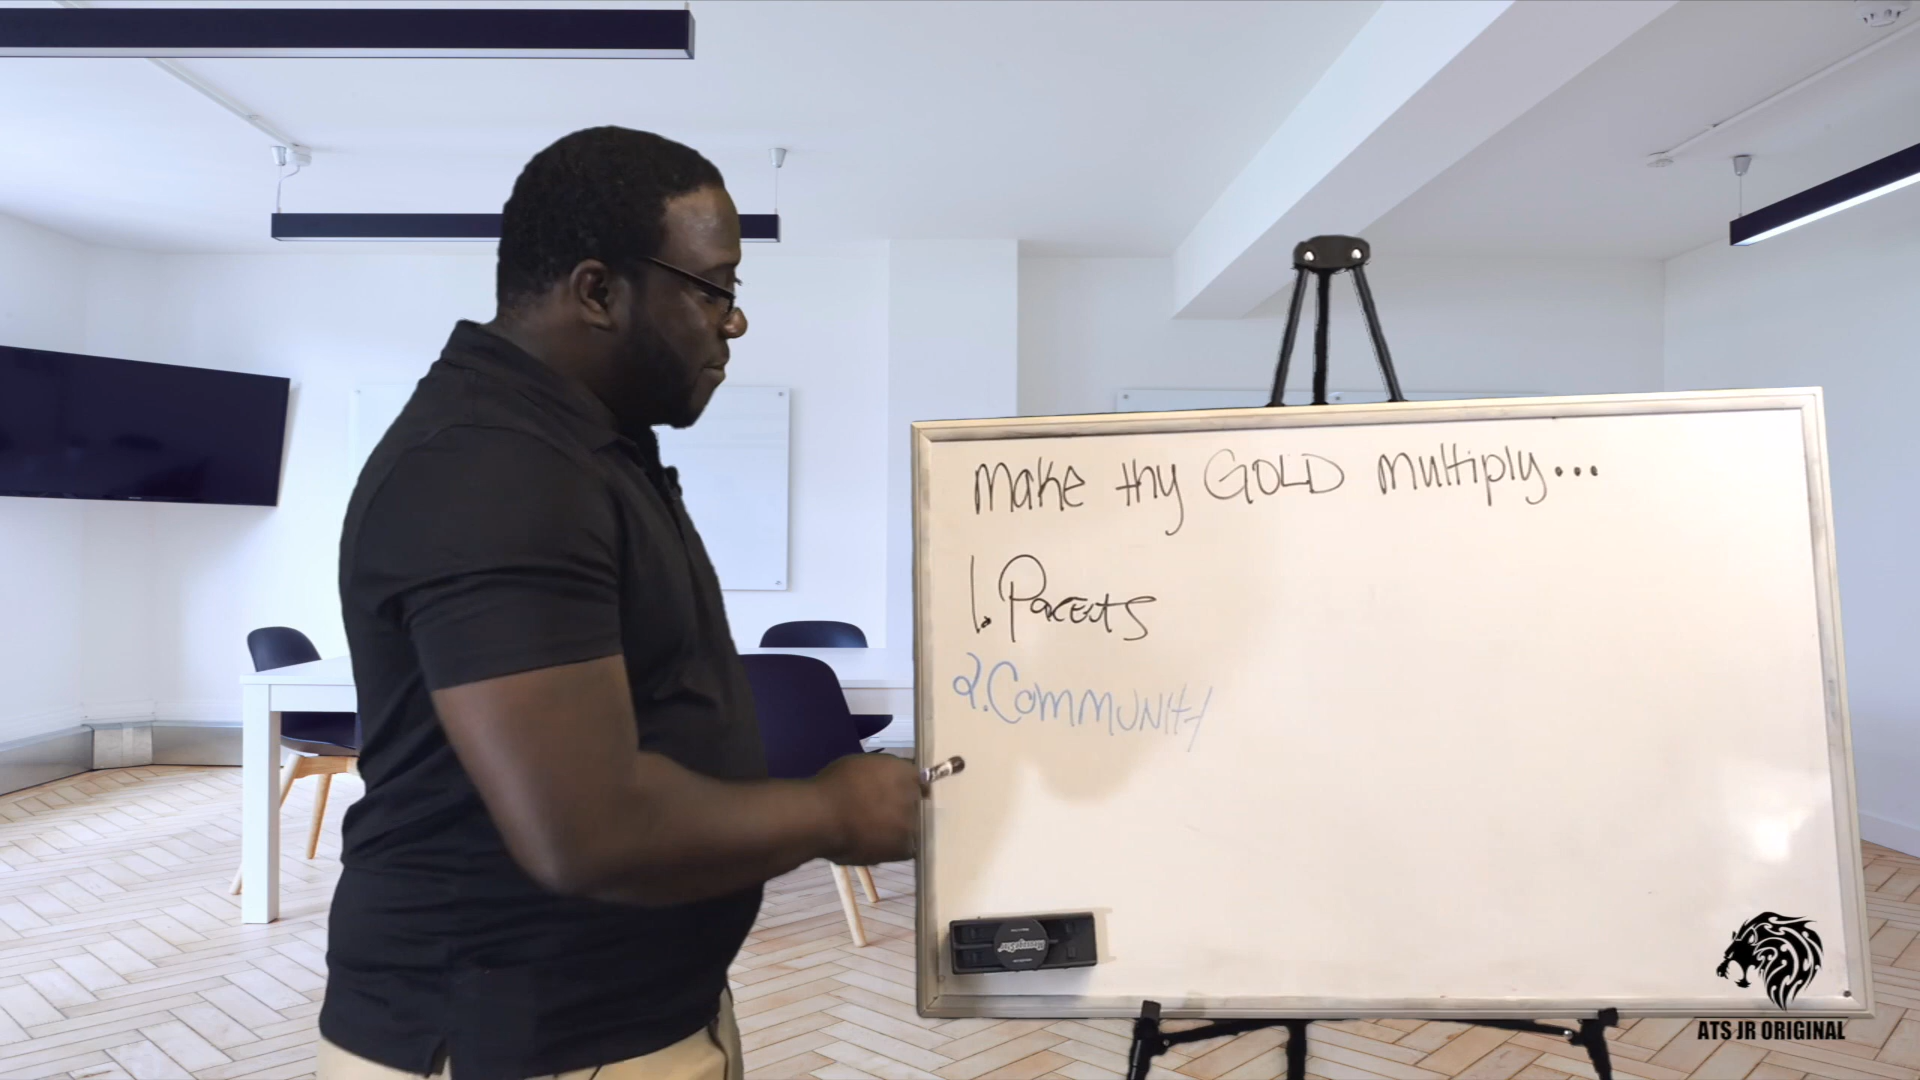 Make thy GOLD Multiply...
1. Parents
2. Community
ATS JR ORIGINAL